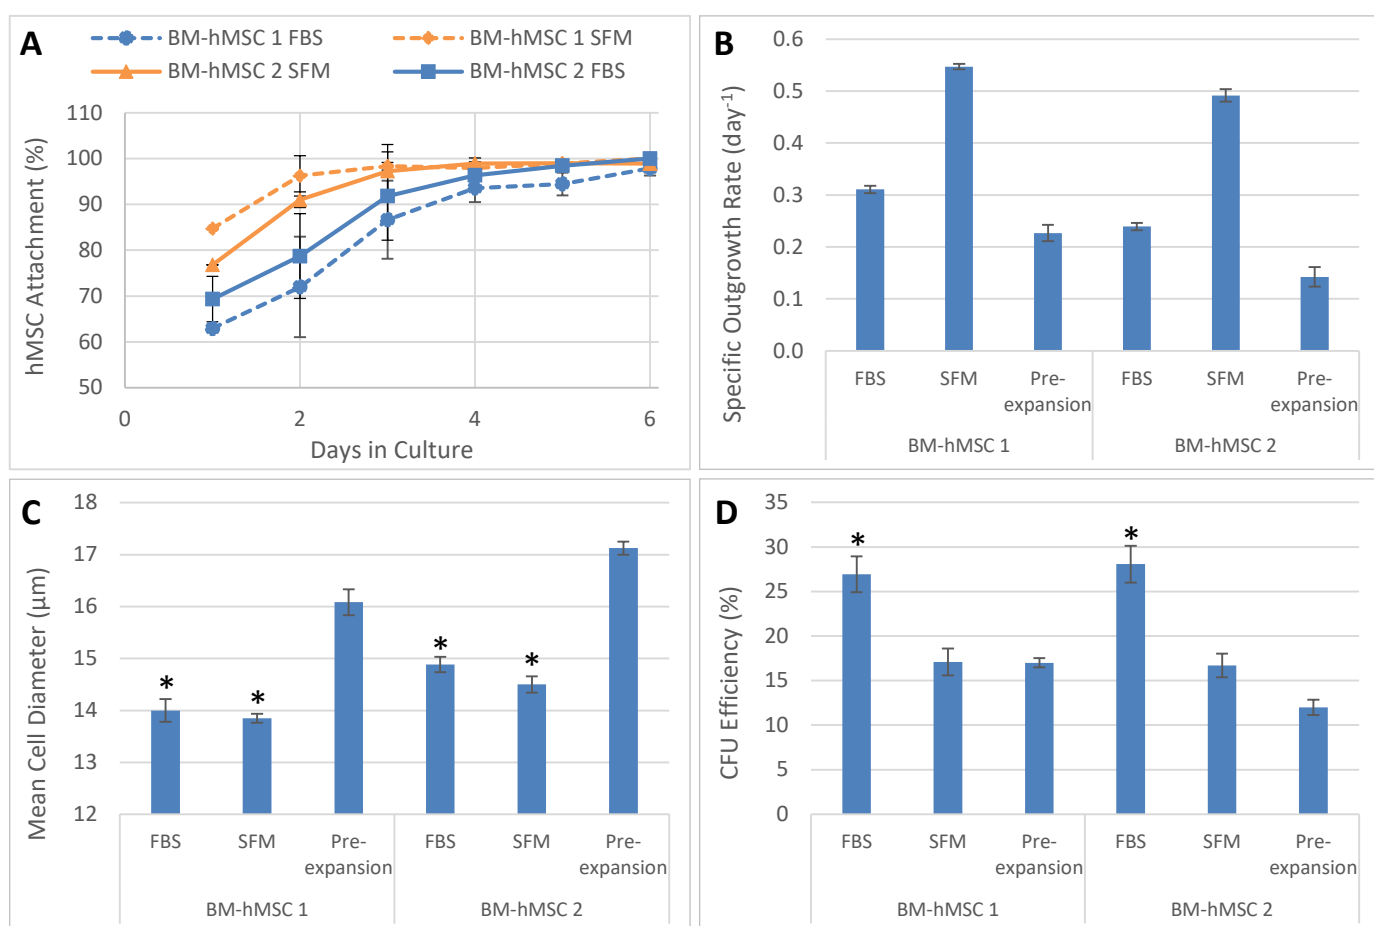 A
BM-hMSC 1 FBS
BM-hMSC 1 SFM
BM-hMSC 2 SFM
BM-hMSC 2 FBS
hMSC Attachment (%)
110
100
90
80
70
60
50
0 2 4 6
Days in Culture
B
Specific Outgrowth Rate (day-1)
0.6
0.5
0.4
0.3
0.2
0.1
0.0
FBS SFM Pre- FBS SFM Pre-
expansion expansion
BM-hMSC 1 BM-hMSC 2
C
Mean Cell Diameter (µm)
18
17
16
15
14
13
12
* * * *
FBS SFM Pre- FBS SFM Pre-
expansion expansion
BM-hMSC 1 BM-hMSC 2
D
CFU Efficiency (%)
35
30
25
20
15
10
5
0
* *
FBS SFM Pre- FBS SFM Pre-
expansion expansion
BM-hMSC 1 BM-hMSC 2